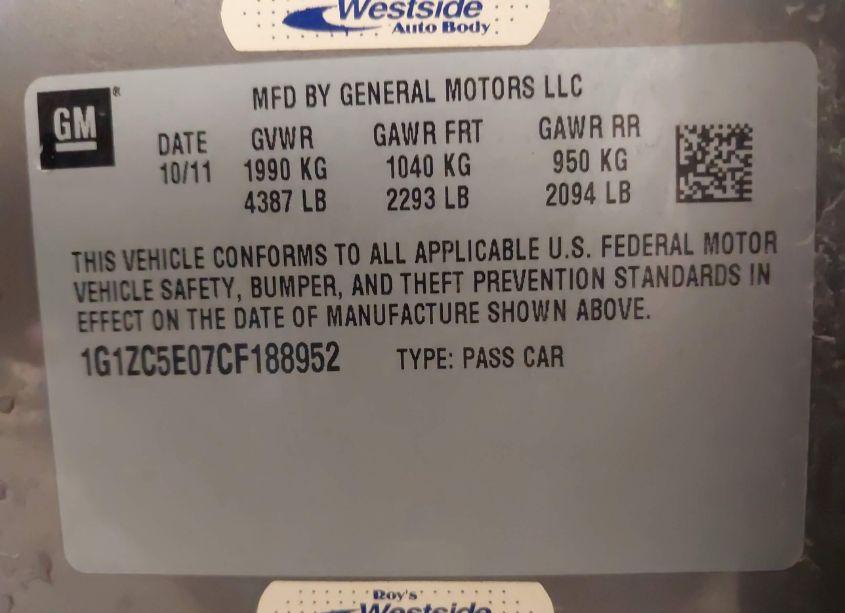 Westside
Auto Body
GM®
MFD BY GENERAL MOTORS LLC
DATE GVWR GAWR FRT GAWR RR
10/11 1990 KG 1040 KG 950 KG
4387 LB 2293 LB 2094 LB
THIS VEHICLE CONFORMS TO ALL APPLICABLE U.S. FEDERAL MOTOR
VEHICLE SAFETY, BUMPER, AND THEFT PREVENTION STANDARDS IN
EFFECT ON THE DATE OF MANUFACTURE SHOWN ABOVE.
1G1ZC5E07CF188952 TYPE: PASS CAR
Roy's
Westside